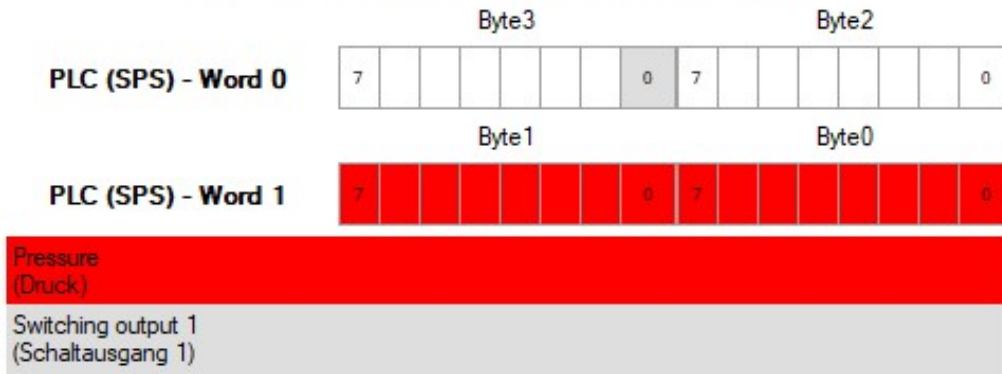 Byte3 Byte2
PLC (SPS) - Word 0 7 0 7 0
Byte1 Byte0
PLC (SPS) - Word 1 7 0 7 0
Pressure
(Druck)
Switching output 1
(Schaltausgang 1)